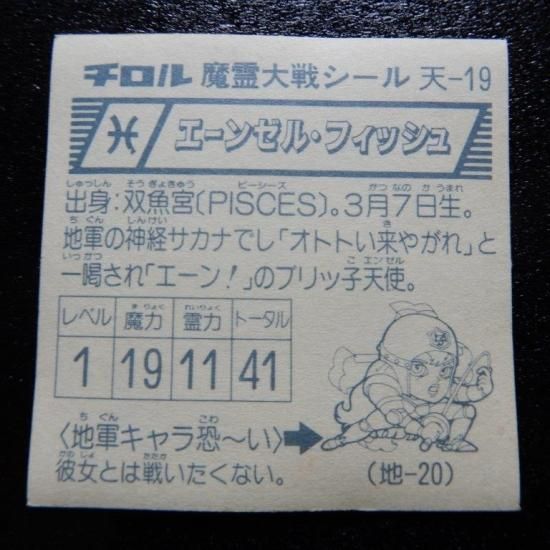 チロル 魔霊大戦シール 天-19
♓ エーンゼル・フィッシュ
しゅっしん そうぎょきゅう ピーシーズ かつなのか うまれ
出身:双魚宮(PISCES)。3月7日生。
ちぐん しんけい き
地軍の神経サカナでし「オトトい来やがれ」と
いっかつ こ エンゼル
一喝され「エーン!」のブリッ子天使。
レベル 魔力 霊力 トータル
まりょく れいりょく
1 19 11 41
ちぐん こわ
〈地軍キャラ恐〜い〉➡
かのじょ たたか
彼女とは戦いたくない。
(地-20)